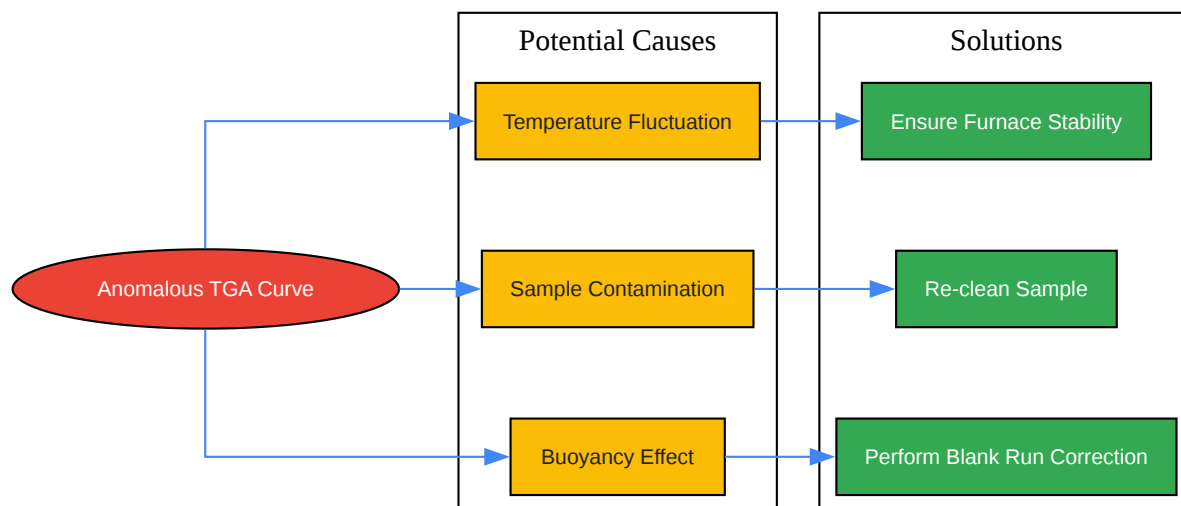 Potential Causes
Solutions
Temperature Fluctuation
Ensure Furnace Stability
Anomalous TGA Curve
Sample Contamination
Re-clean Sample
Buoyancy Effect
Perform Blank Run Correction